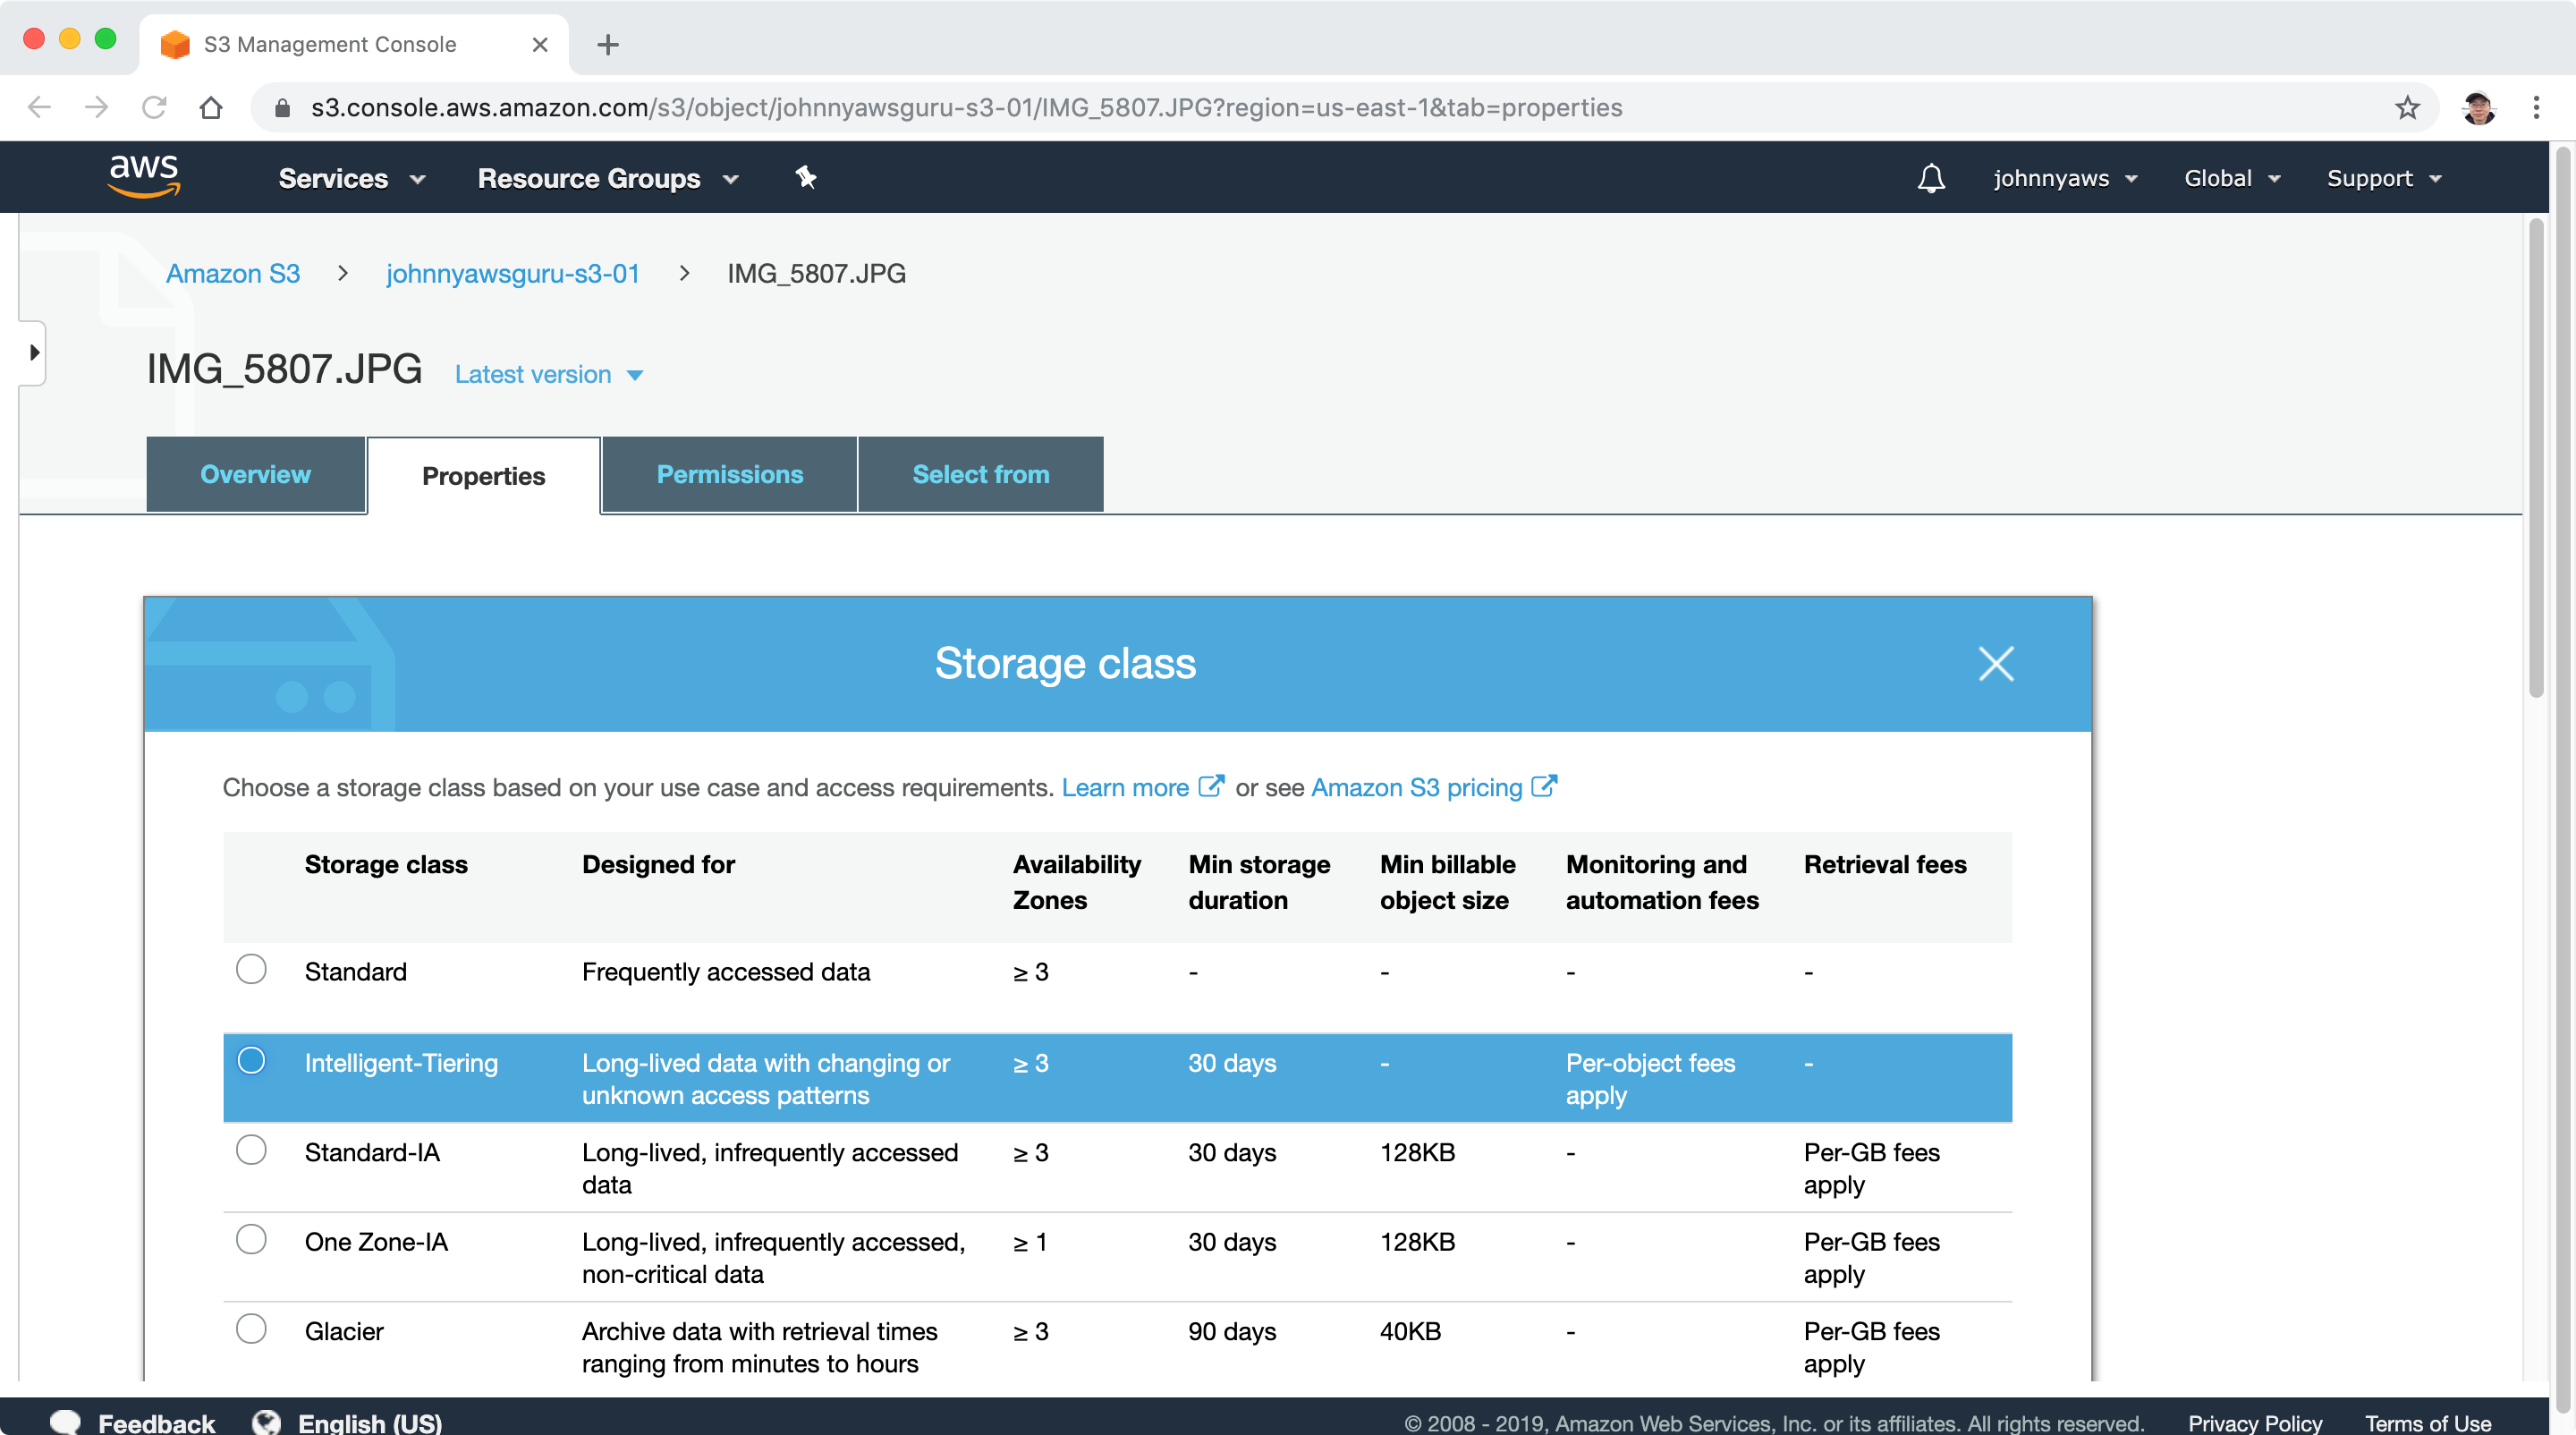 S3 Management Console
s3.console.aws.amazon.com/s3/object/johnnyawsguru-s3-01/IMG_5807.JPG?region=us-east-1&tab=properties
aws Services Resource Groups johnnyaws Global Support
Amazon S3 > johnnyawsguru-s3-01 > IMG_5807.JPG
IMG_5807.JPG Latest version
Overview Properties Permissions Select from
Storage class
Choose a storage class based on your use case and access requirements. Learn more or see Amazon S3 pricing
Storage class Designed for Availability Zones Min storage duration Min billable object size Monitoring and automation fees Retrieval fees
Standard Frequently accessed data ≥ 3 - - - -
Intelligent-Tiering Long-lived data with changing or unknown access patterns ≥ 3 30 days - Per-object fees apply -
Standard-IA Long-lived, infrequently accessed data ≥ 3 30 days 128KB - Per-GB fees apply
One Zone-IA Long-lived, infrequently accessed, non-critical data ≥ 1 30 days 128KB - Per-GB fees apply
Glacier Archive data with retrieval times ranging from minutes to hours ≥ 3 90 days 40KB - Per-GB fees apply
Feedback English (US) © 2008 - 2019, Amazon Web Services, Inc. or its affiliates. All rights reserved. Privacy Policy Terms of Use